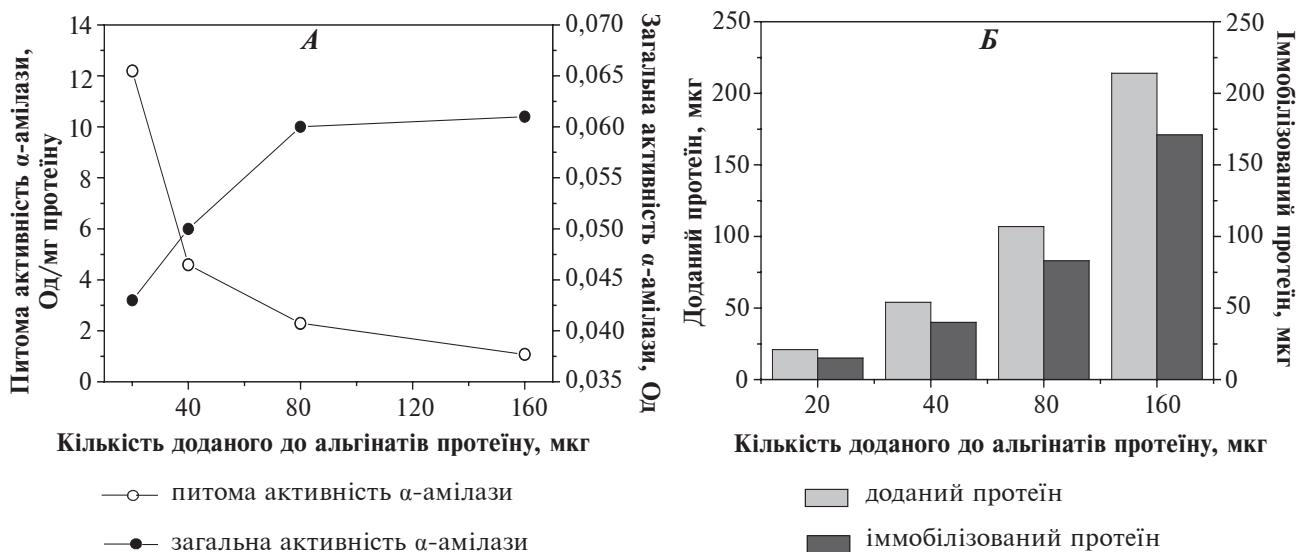 А
Питома активність α-амілази,
Од/мг протеїну
14
12
10
8
6
4
2
0
0,070
0,065
0,060
0,055
0,050
0,045
0,040
0,035
Загальна активність α-амілази, Од
40 80 120 160
Кількість доданого до альгінатів протеїну, мкг
питома активність α-амілази
загальна активність α-амілази
Б
Доданий протеїн, мкг
250
200
150
100
50
0
250
200
150
100
50
0
Іммобілізований протеїн, мкг
20 40 80 160
Кількість доданого до альгінатів протеїну, мкг
доданий протеїн
іммобілізований протеїн